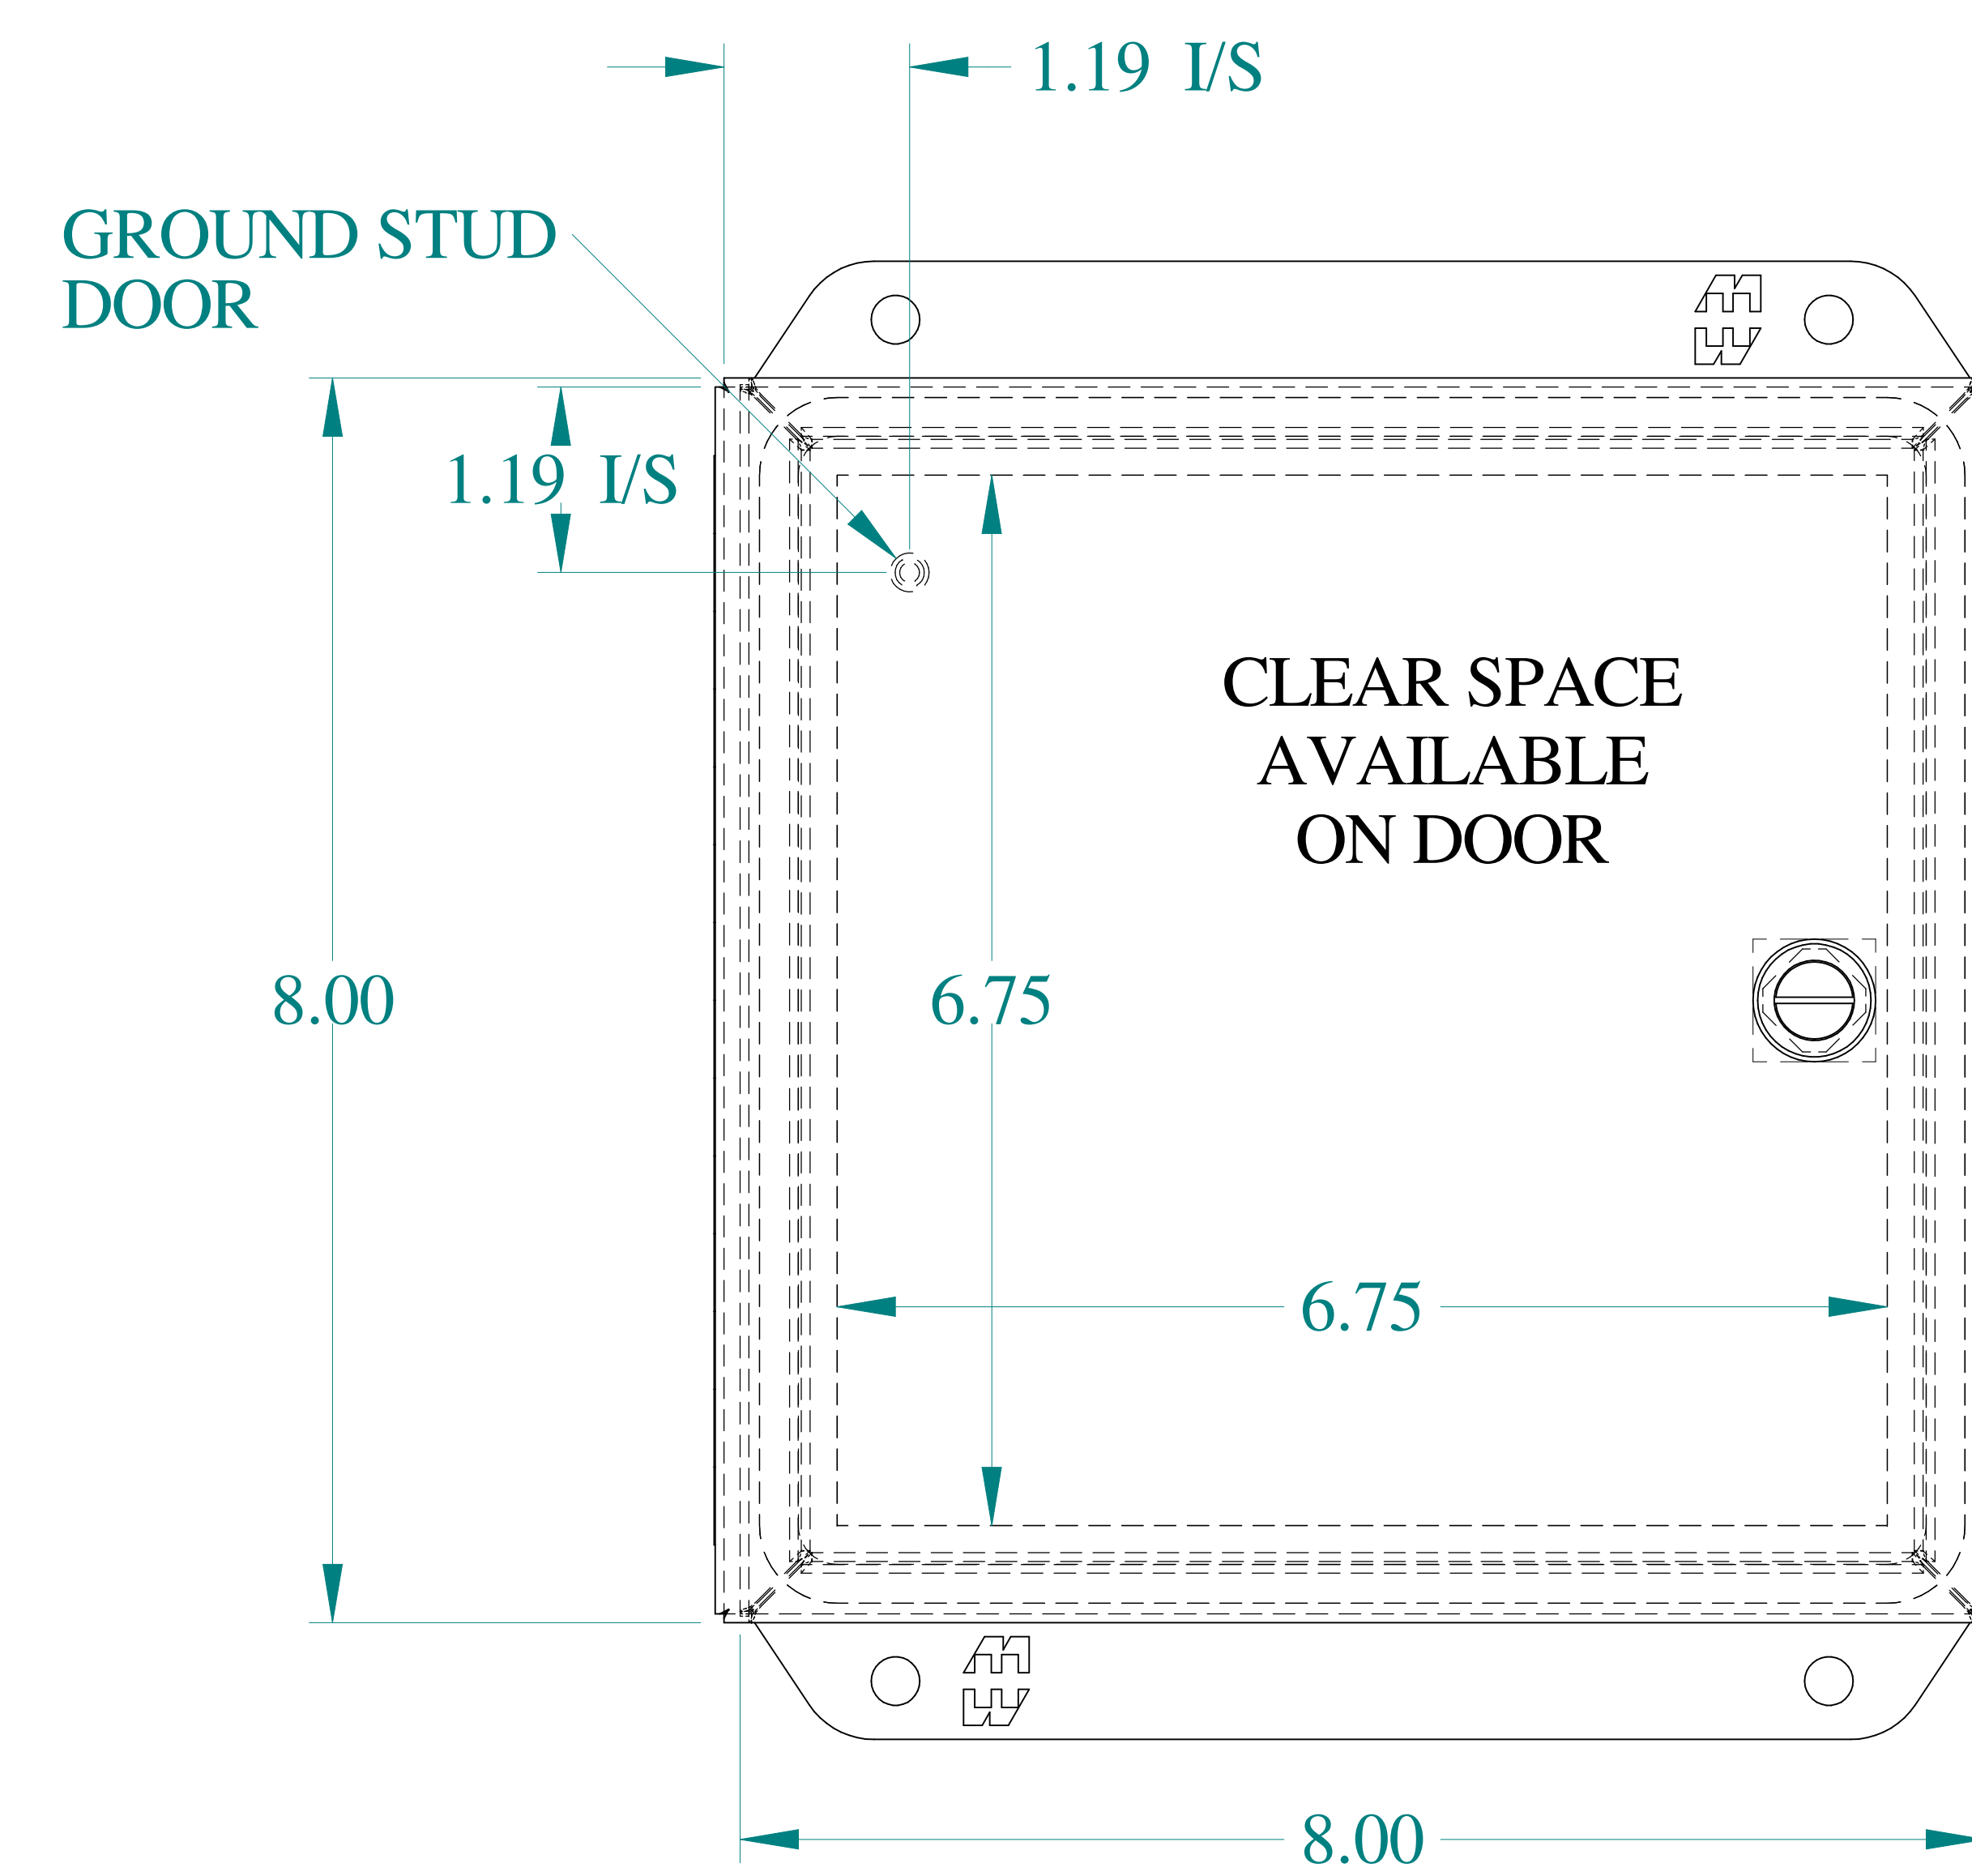 1.19 I/S
GROUND STUD
DOOR
1.19 I/S
CLEAR SPACE
AVAILABLE
ON DOOR
8.00
6.75
6.75
8.00